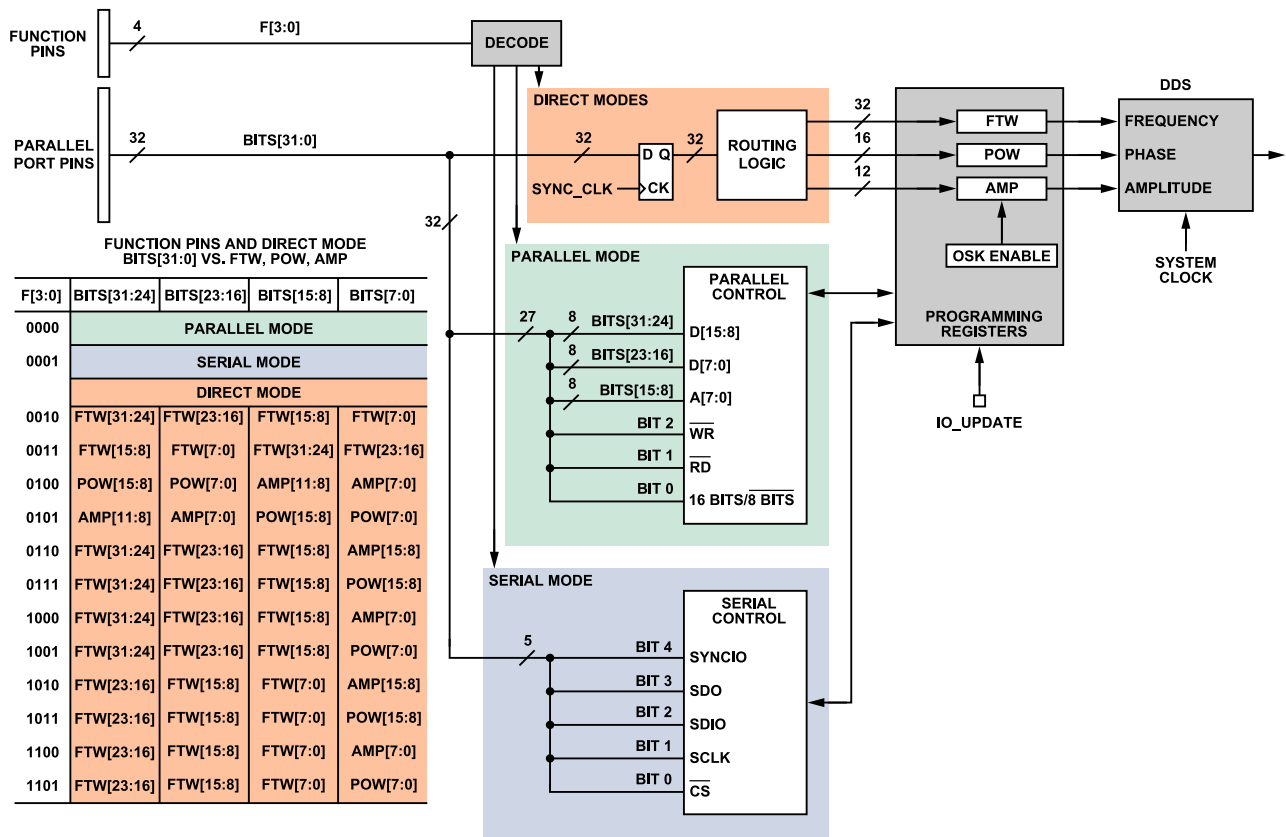 FUNCTION
PINS
4
F[3:0]
DECODE
PARALLEL
PORT PINS
32
BITS[31:0]
32
DIRECT MODES
32
D Q
CK
SYNC_CLK
32
ROUTING
LOGIC
32
16
12
FTW
POW
AMP
OSK ENABLE
PROGRAMMING
REGISTERS
IO_UPDATE
DDS
FREQUENCY
PHASE
AMPLITUDE
SYSTEM
CLOCK
PARALLEL MODE
27
8 BITS[31:24]
8 BITS[23:16]
8 BITS[15:8]
BIT 2
BIT 1
BIT 0
PARALLEL
CONTROL
D[15:8]
D[7:0]
A[7:0]
W̅R̅
R̅D̅
16 BITS/8̅ ̅B̅I̅T̅S̅
SERIAL MODE
5
BIT 4
BIT 3
BIT 2
BIT 1
BIT 0
SERIAL
CONTROL
SYNCIO
SDO
SDIO
SCLK
C̅S̅
FUNCTION PINS AND DIRECT MODE
BITS[31:0] VS. FTW, POW, AMP
F[3:0] BITS[31:24] BITS[23:16] BITS[15:8] BITS[7:0]
0000 PARALLEL MODE
0001 SERIAL MODE
DIRECT MODE
0010 FTW[31:24] FTW[23:16] FTW[15:8] FTW[7:0]
0011 FTW[15:8] FTW[7:0] FTW[31:24] FTW[23:16]
0100 POW[15:8] POW[7:0] AMP[11:8] AMP[7:0]
0101 AMP[11:8] AMP[7:0] POW[15:8] POW[7:0]
0110 FTW[31:24] FTW[23:16] FTW[15:8] AMP[15:8]
0111 FTW[31:24] FTW[23:16] FTW[15:8] POW[15:8]
1000 FTW[31:24] FTW[23:16] FTW[15:8] AMP[7:0]
1001 FTW[31:24] FTW[23:16] FTW[15:8] POW[7:0]
1010 FTW[23:16] FTW[15:8] FTW[7:0] AMP[15:8]
1011 FTW[23:16] FTW[15:8] FTW[7:0] POW[15:8]
1100 FTW[23:16] FTW[15:8] FTW[7:0] AMP[7:0]
1101 FTW[23:16] FTW[15:8] FTW[7:0] POW[7:0]